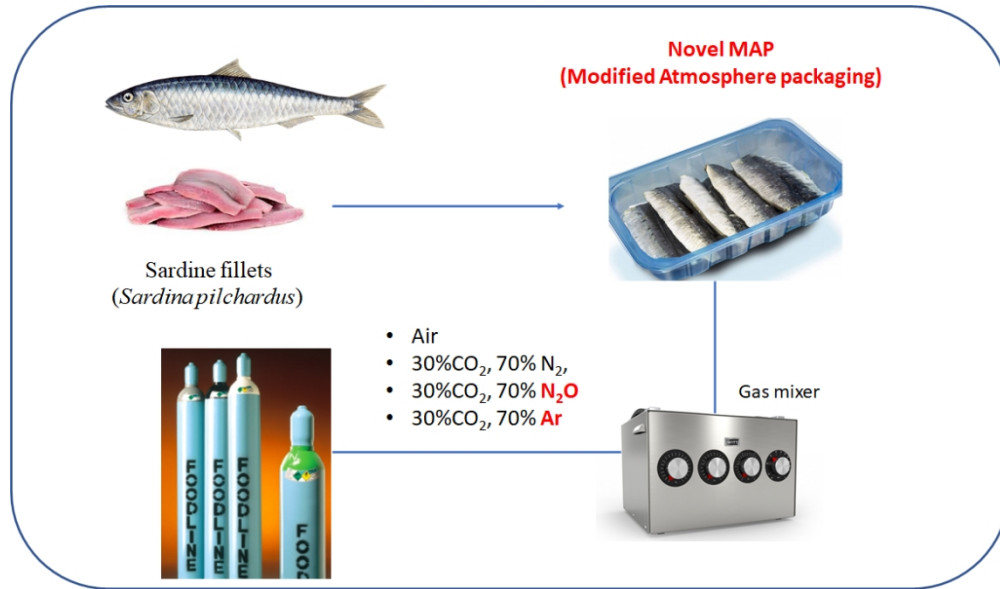 Novel MAP
(Modified Atmosphere packaging)
Sardine fillets
(Sardina pilchardus)
• Air
• 30%CO₂, 70% N₂,
• 30%CO₂, 70% N₂O
• 30%CO₂, 70% Ar
Gas mixer
FOODLINE
FOODLINE
FOODLINE
FOOD